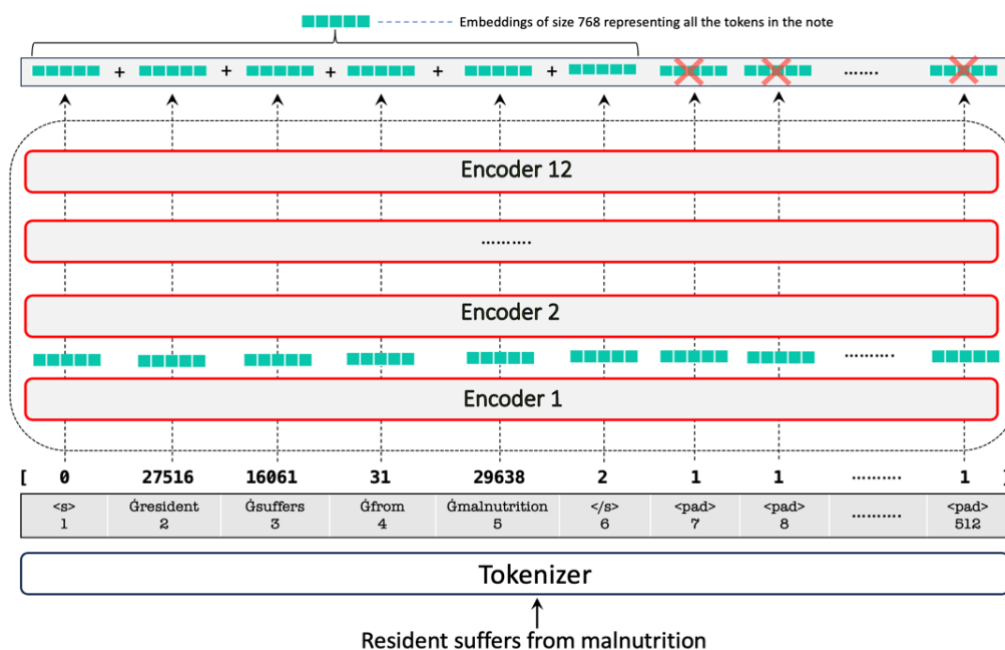 Embeddings of size 768 representing all the tokens in the note
+ + + + + .......
Encoder 12
..........
Encoder 2
..........
Encoder 1
[ 0 27516 16061 31 29638 2 1 1 .......... 1 ]
<s> Ġresident Ġsuffers Ġfrom Ġmalnutrition </s> <pad> <pad> .......... <pad>
1 2 3 4 5 6 7 8 512
Tokenizer
Resident suffers from malnutrition